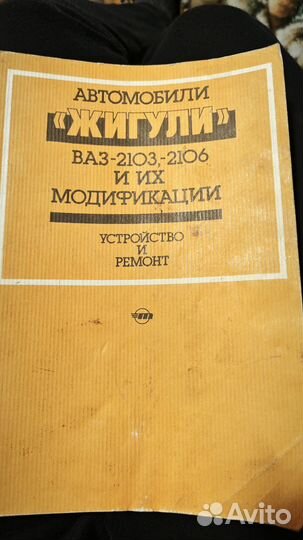 АВТОМОБИЛИ
«ЖИГУЛИ»
ВАЗ-2103,-2106
И ИХ
МОДИФИКАЦИИ
УСТРОЙСТВО
И
РЕМОНТ
Avito